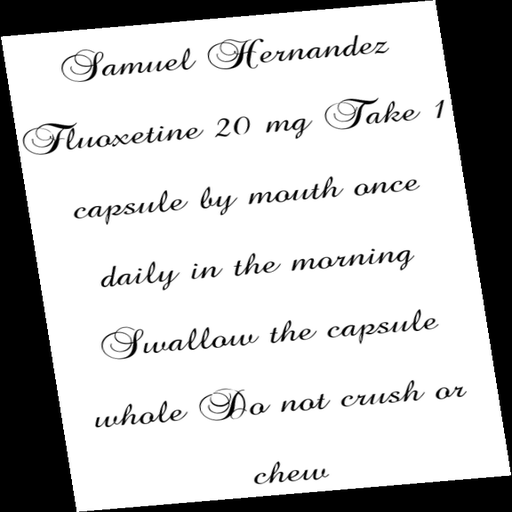 Samuel Hernandez
Fluoxetine 20 mg Take 1
capsule by mouth once
daily in the morning
Swallow the capsule
whole Do not crush or
chew